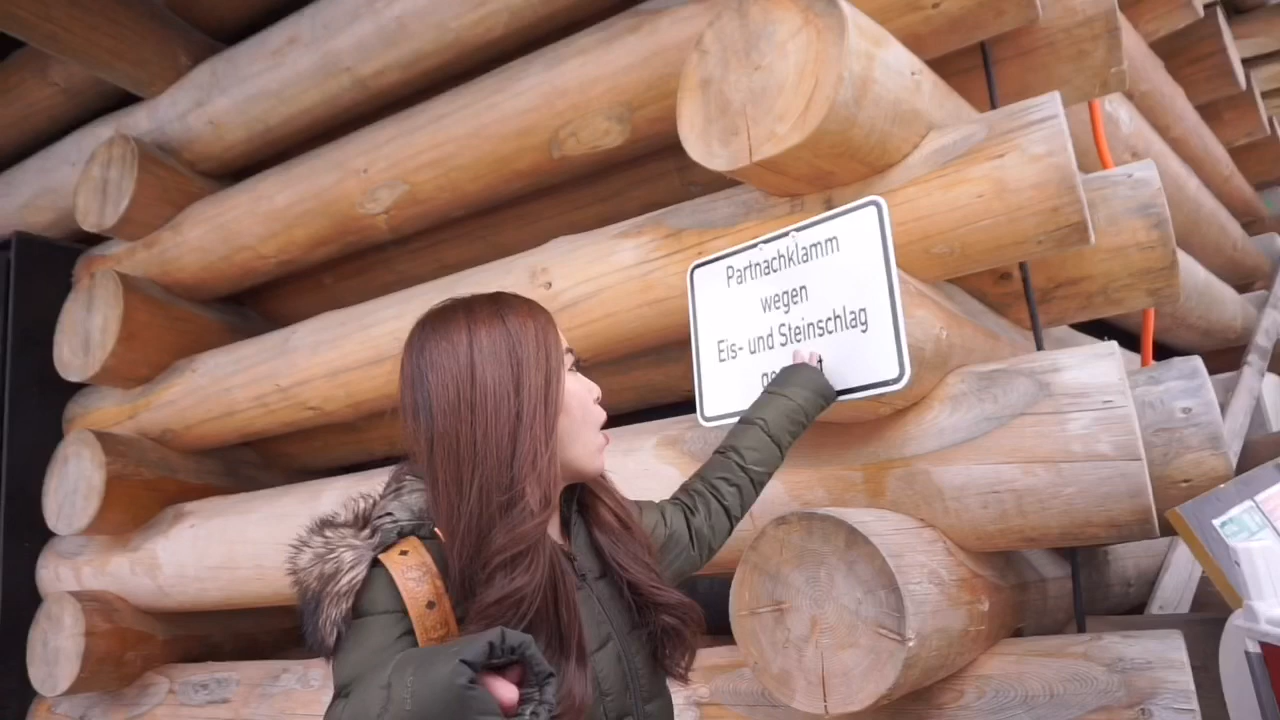 Partnachklamm
wegen
Eis- und Steinschlag